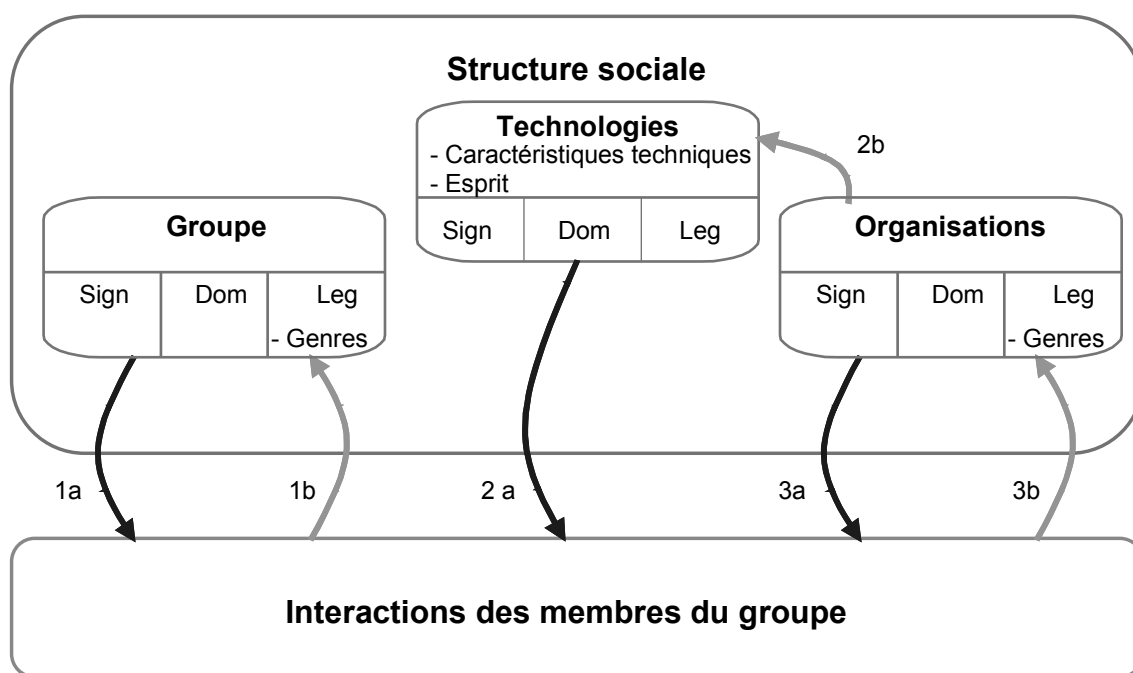 Structure sociale
Technologies
- Caractéristiques techniques
- Esprit
Sign Dom Leg
2b
Groupe
Sign Dom Leg
- Genres
Organisations
Sign Dom Leg
- Genres
1a 1b 2 a 3a 3b
Interactions des membres du groupe